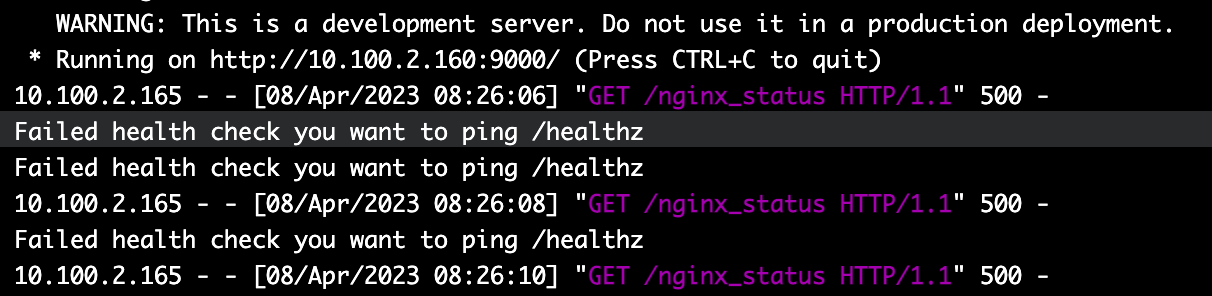 WARNING: This is a development server. Do not use it in a production deployment.
* Running on http://10.100.2.160:9000/ (Press CTRL+C to quit)
10.100.2.165 - - [08/Apr/2023 08:26:06] "GET /nginx_status HTTP/1.1" 500 -
Failed health check you want to ping /healthz
Failed health check you want to ping /healthz
10.100.2.165 - - [08/Apr/2023 08:26:08] "GET /nginx_status HTTP/1.1" 500 -
Failed health check you want to ping /healthz
10.100.2.165 - - [08/Apr/2023 08:26:10] "GET /nginx_status HTTP/1.1" 500 -